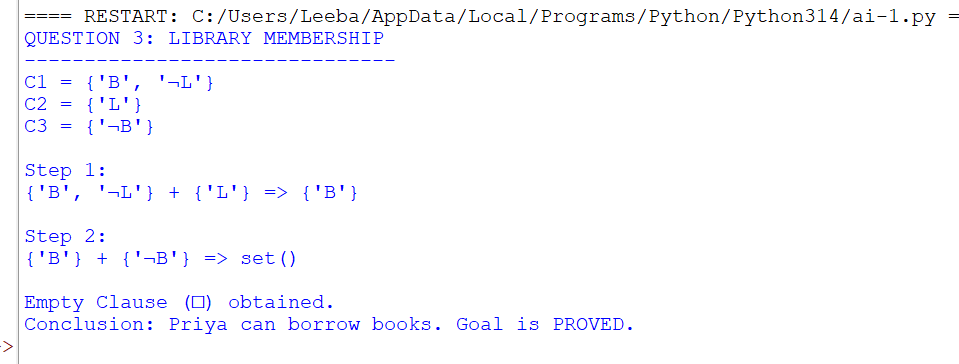 ==== RESTART: C:/Users/Leeba/AppData/Local/Programs/Python/Python314/ai-1.py =
QUESTION 3: LIBRARY MEMBERSHIP
-------------------------------
C1 = {'B', '¬L'}
C2 = {'L'}
C3 = {'¬B'}
Step 1:
{'B', '¬L'} + {'L'} => {'B'}
Step 2:
{'B'} + {'¬B'} => set()
Empty Clause (□) obtained.
Conclusion: Priya can borrow books. Goal is PROVED.
>